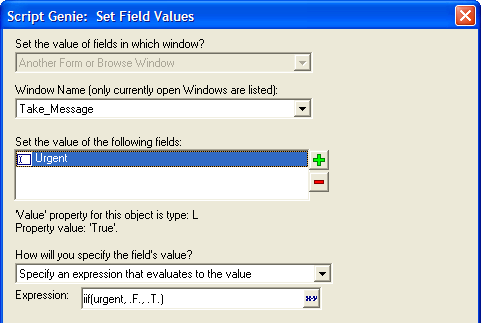 Script Genie:  Set Field Values
Set the value of fields in which window?
Another Form or Browse Window
Window Name (only currently open Windows are listed):
Take_Message
Set the value of the following fields:
Urgent
'Value' property for this object is type: L
Property value: 'True'.
How will you specify the field's value?
Specify an expression that evaluates to the value
Expression: iif(urgent, .F., .T.) x-y